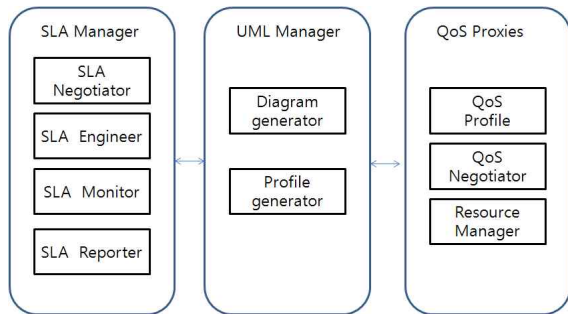 SLA Manager
SLA
Negotiator
SLA Engineer
SLA Monitor
SLA Reporter
UML Manager
Diagram
generator
Profile
generator
QoS Proxies
QoS
Profile
QoS
Negotiator
Resource
Manager